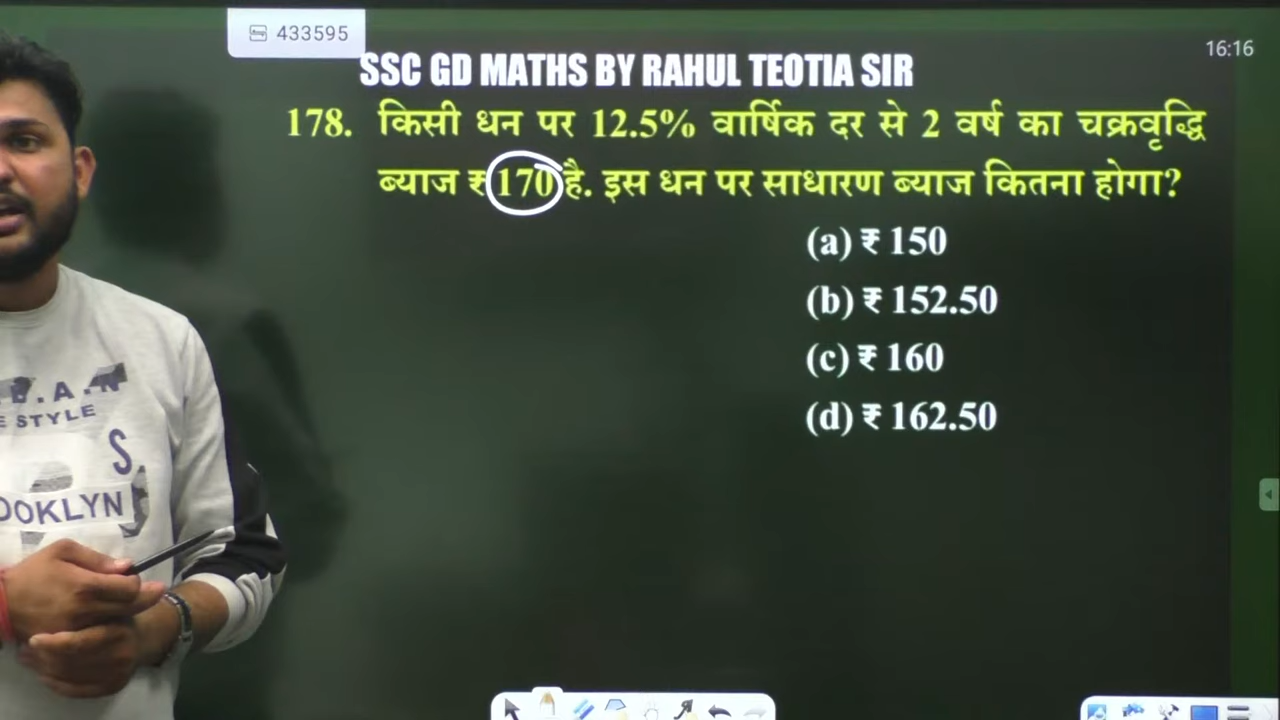 433595
16:16
SSC GD MATHS BY RAHUL TEOTIA SIR
178. किसी धन पर 12.5% वार्षिक दर से 2 वर्ष का चक्रवृद्धि
ब्याज ₹ 170 है. इस धन पर साधारण ब्याज कितना होगा?
(a) ₹ 150
(b) ₹ 152.50
(c) ₹ 160
(d) ₹ 162.50
STYLE
S
OOKLYN